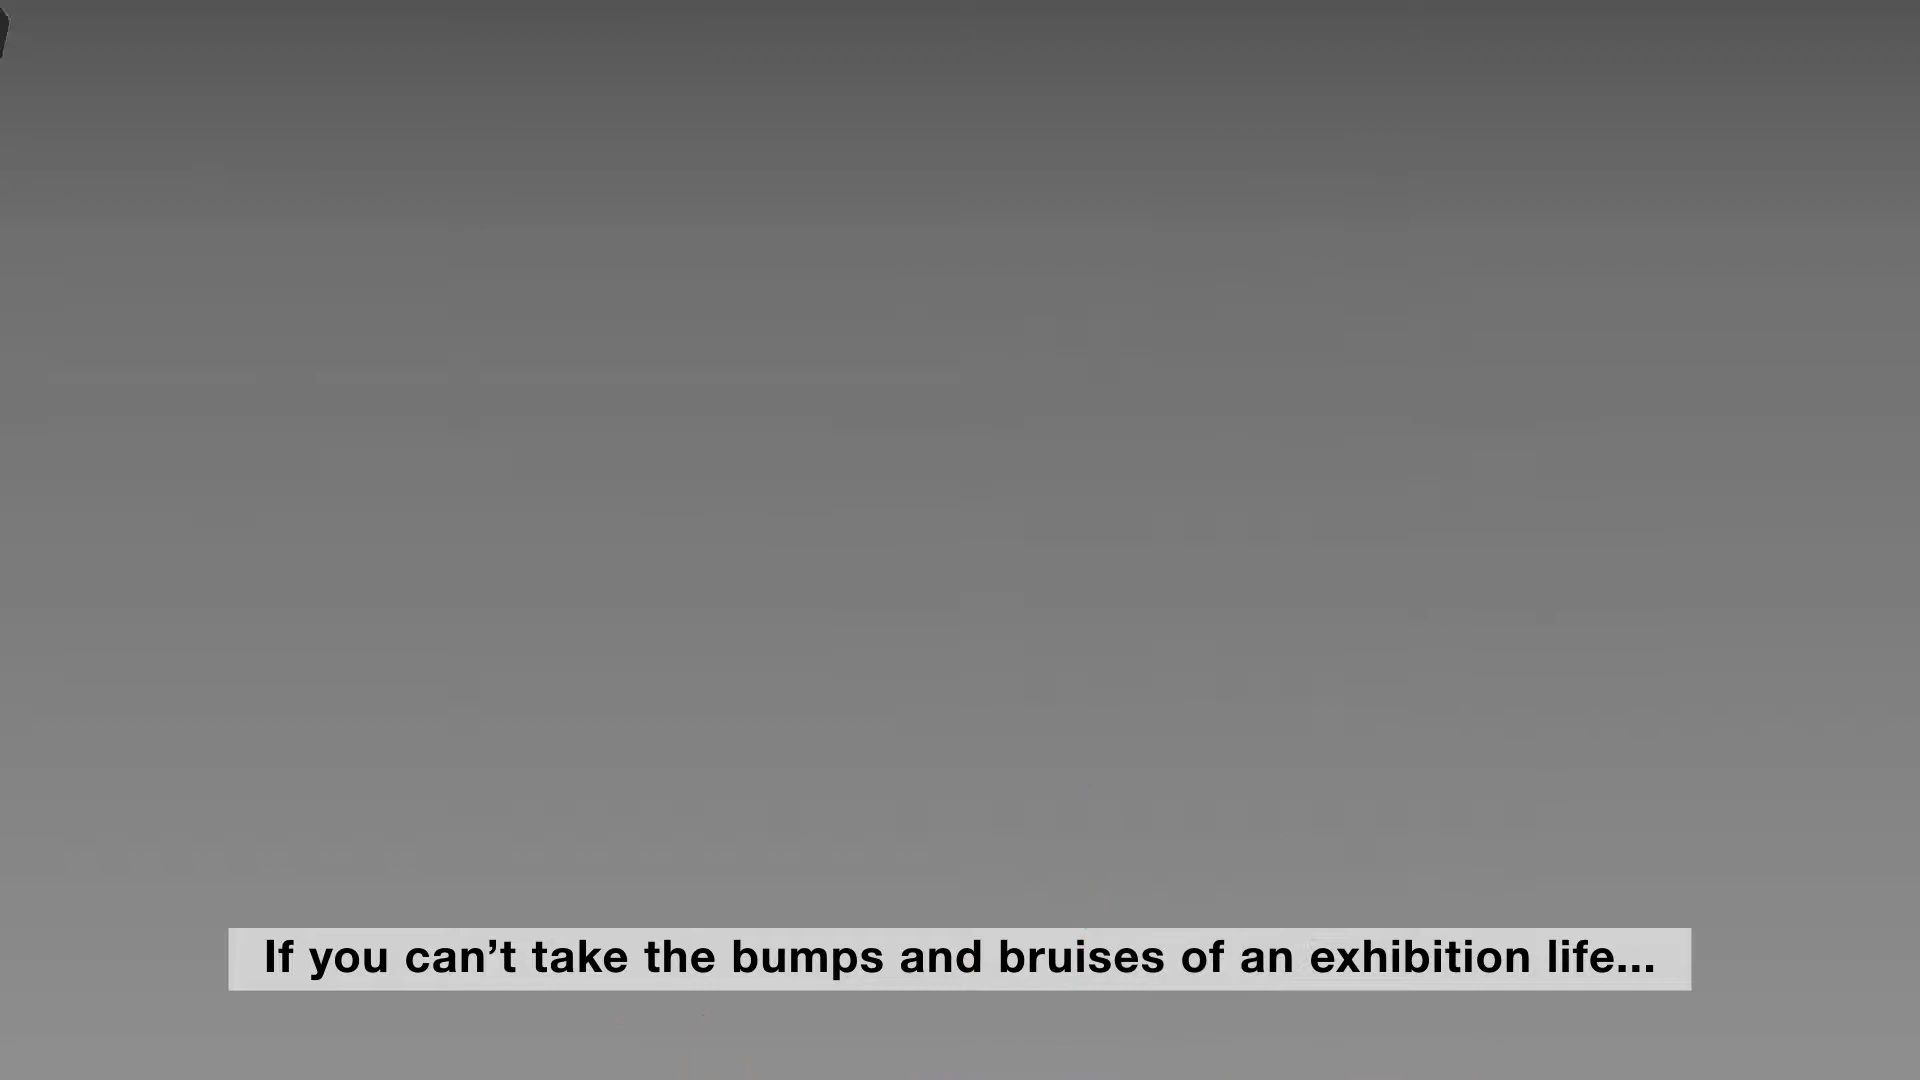 If you can’t take the bumps and bruises of an exhibition life...